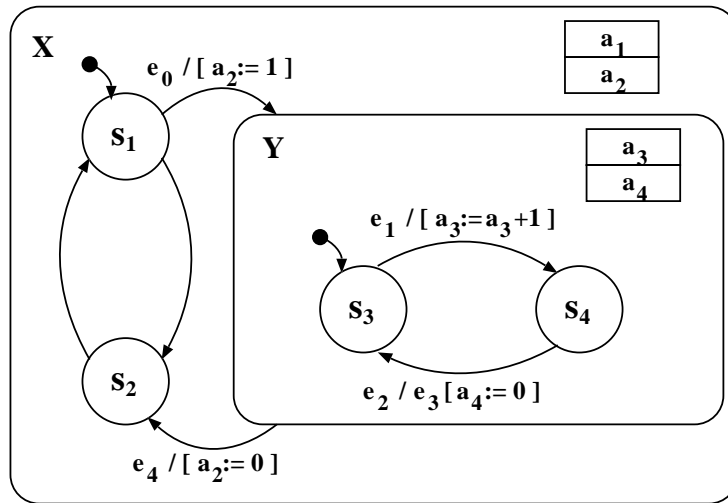 X
a₁
a₂
e₀ / [ a₂:= 1 ]
s₁
Y
a₃
a₄
e₁ / [ a₃:= a₃+1 ]
s₃
s₄
s₂
e₂ / e₃ [ a₄:= 0 ]
e₄ / [ a₂:= 0 ]